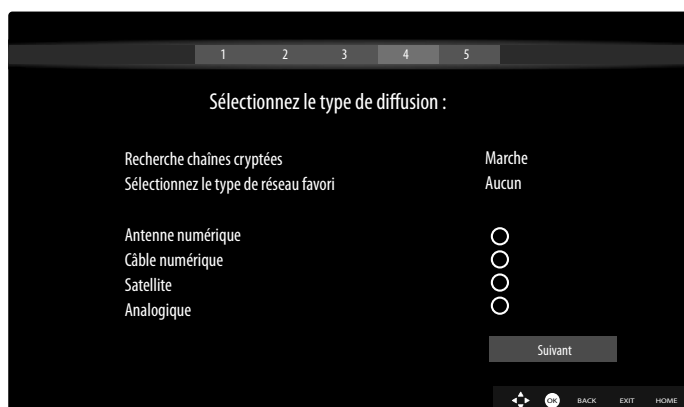 1 2 3 4 5
Sélectionnez le type de diffusion :
Recherche chaînes cryptées Marche
Sélectionnez le type de réseau favori Aucun
Antenne numérique
Câble numérique
Satellite
Analogique
Suivant
OK BACK EXIT HOME